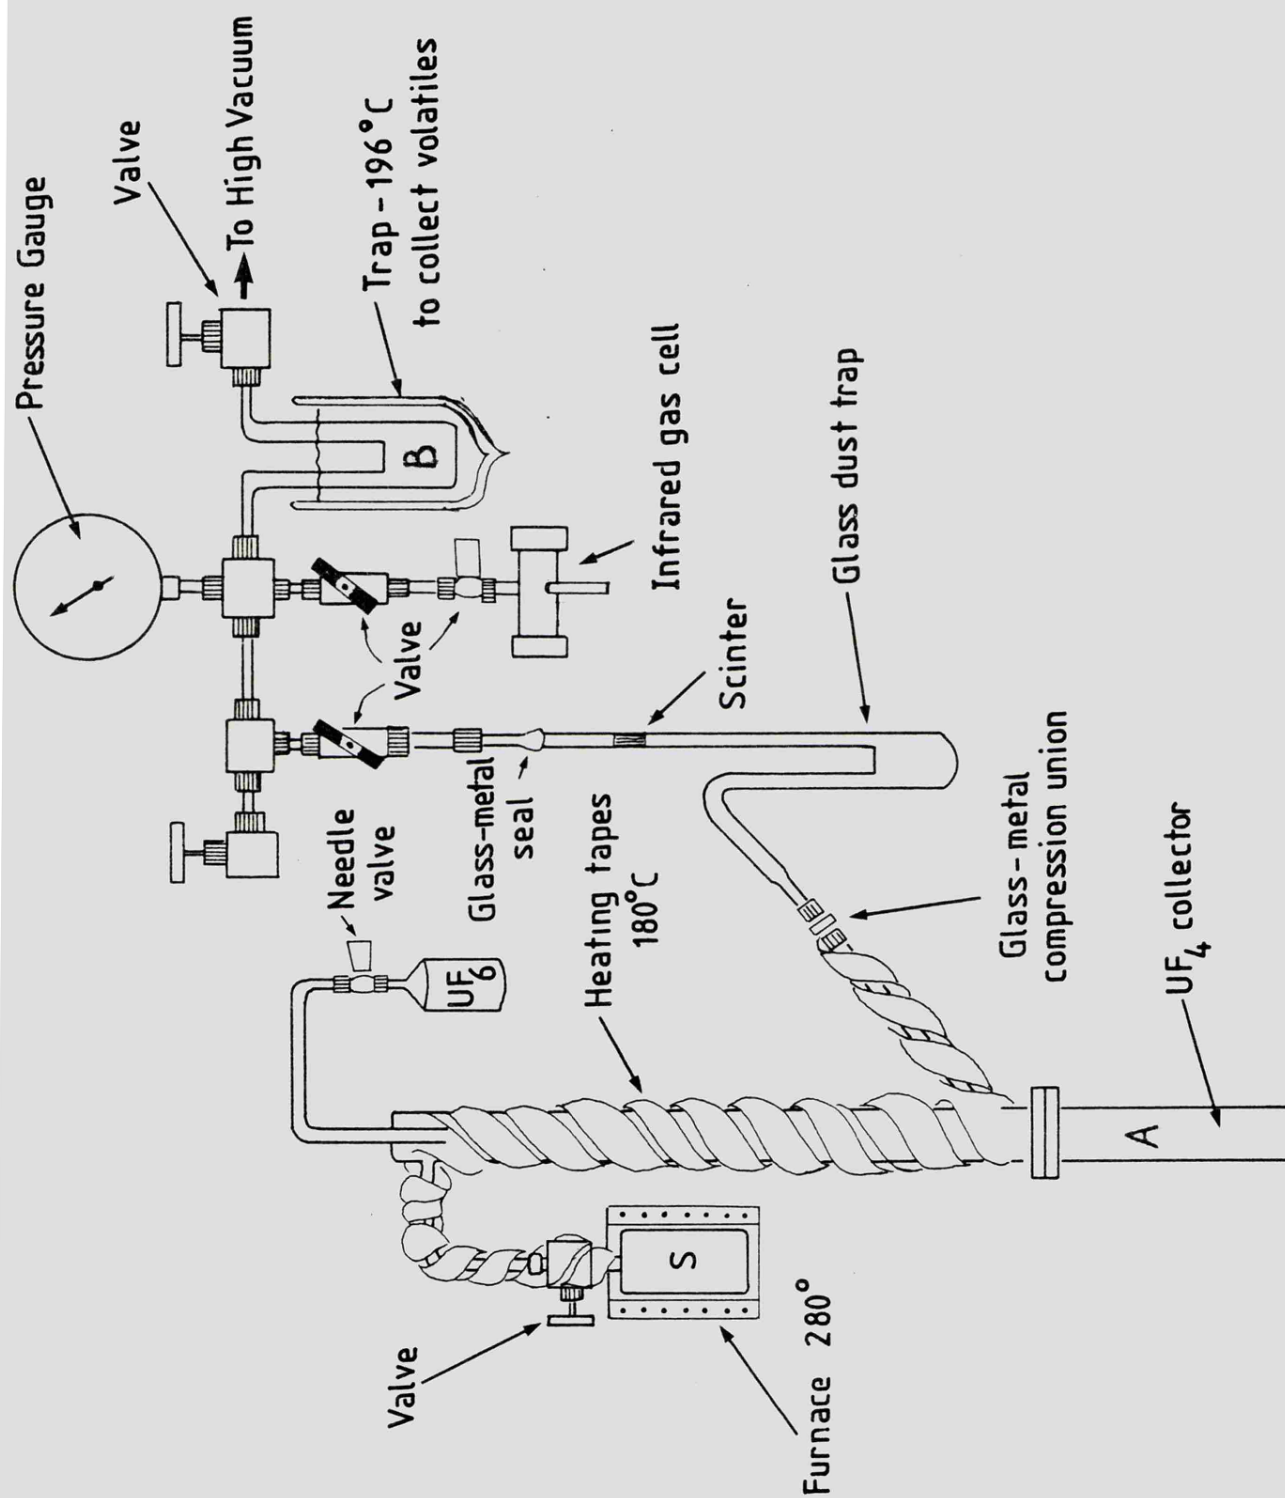 Pressure Gauge
Valve
To High Vacuum
Trap - 196°C
to collect volatiles
B
Infrared gas cell
Valve
Scinter
Glass dust trap
Needle
valve
Glass-metal
seal
UF6
Heating tapes
180°C
Glass-metal
compression union
UF4 collector
A
S
Valve
Furnace 280°